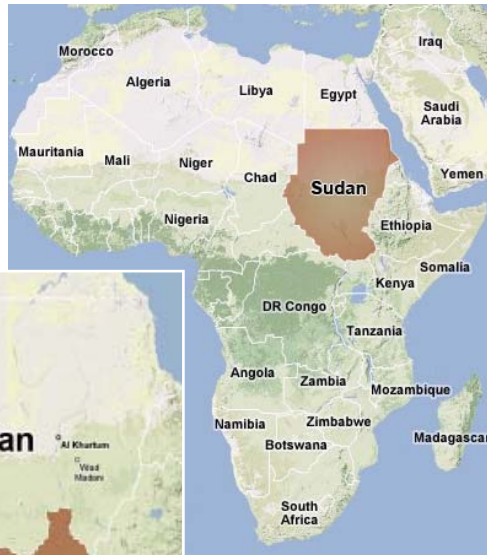 Morocco
Iraq
Algeria
Libya
Egypt
Saudi
Arabia
Mauritania
Mali
Niger
Chad
Sudan
Yemen
Nigeria
Ethiopia
Somalia
Kenya
DR Congo
Tanzania
Angola
Zambia
Mozambique
Namibia
Zimbabwe
Botswana
Madagascar
South
Africa
an
Al Khartum
Wad
Madani